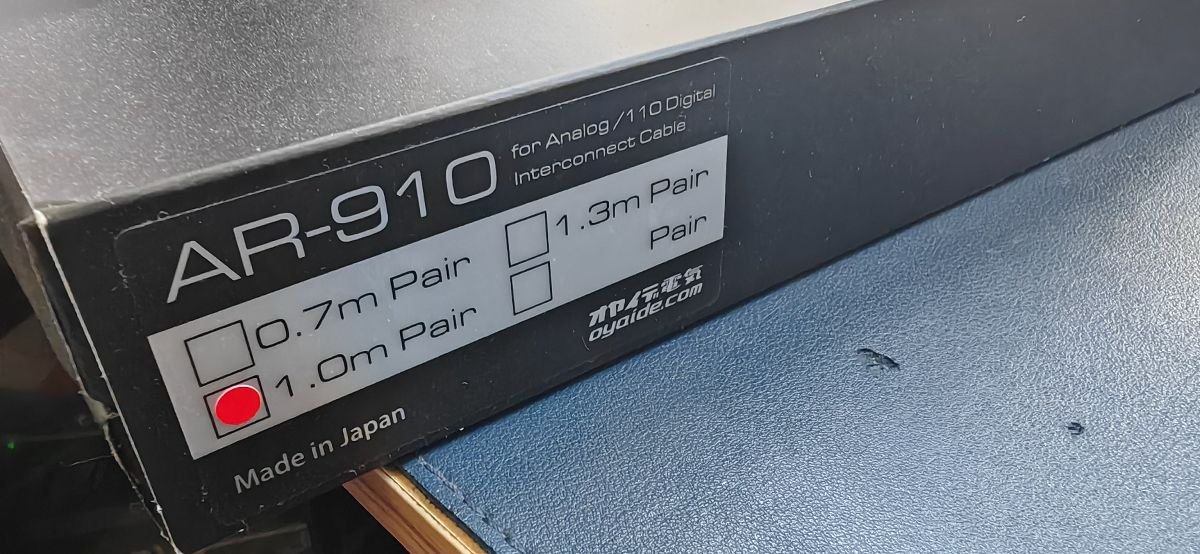 AR-910
for Analog/110 Digital
Interconnect Cable
0.7m Pair
1.3m Pair
1.0m Pair
Pair
オヤイデ電気
oyaide.com
Made in Japan